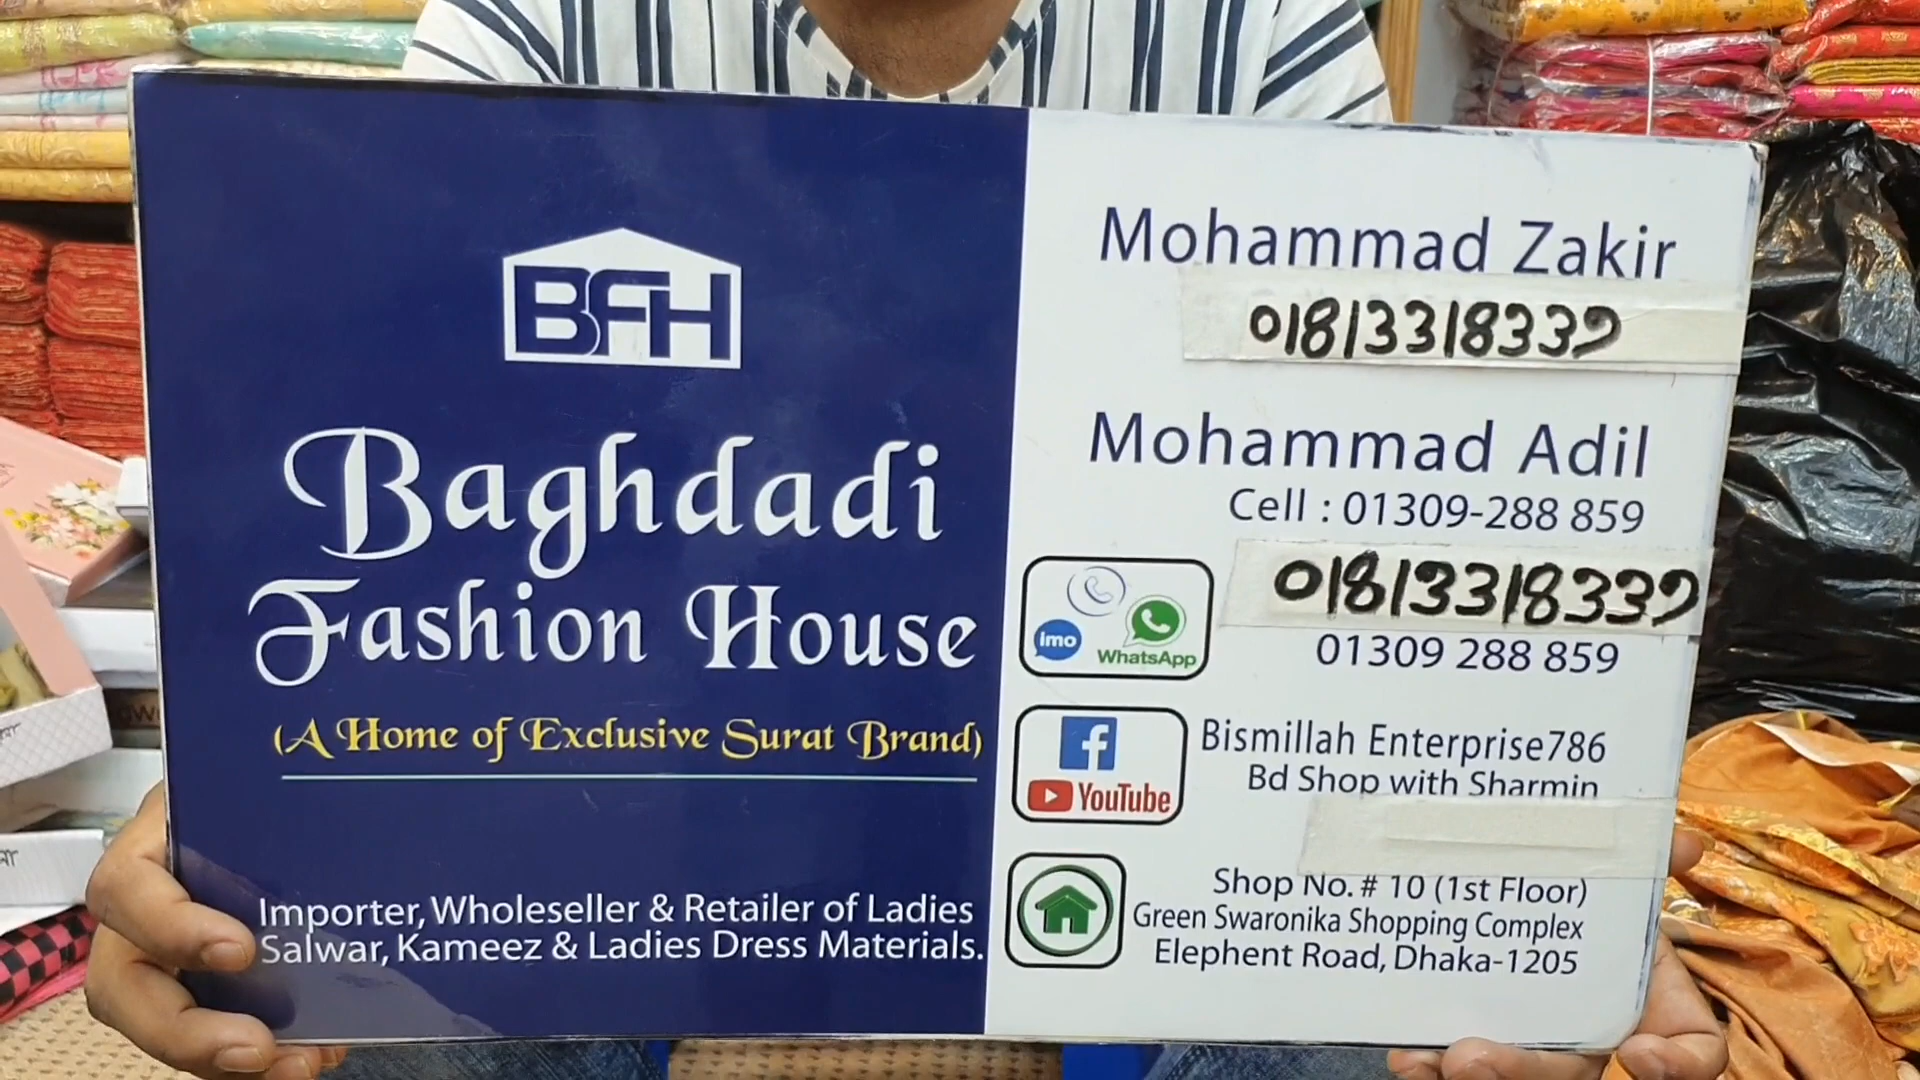 BFH
Baghdadi
Fashion House
(A Home of Exclusive Surat Brand)
Importer, Wholeseller & Retailer of Ladies
Salwar, Kameez & Ladies Dress Materials.
Mohammad Zakir
01813318339
Mohammad Adil
Cell : 01309-288 859
imo
WhatsApp
01813318339
01309 288 859
f
YouTube
Bismillah Enterprise786
Bd Shop with Sharmin
Shop No. # 10 (1st Floor)
Green Swaronika Shopping Complex
Elephent Road, Dhaka-1205